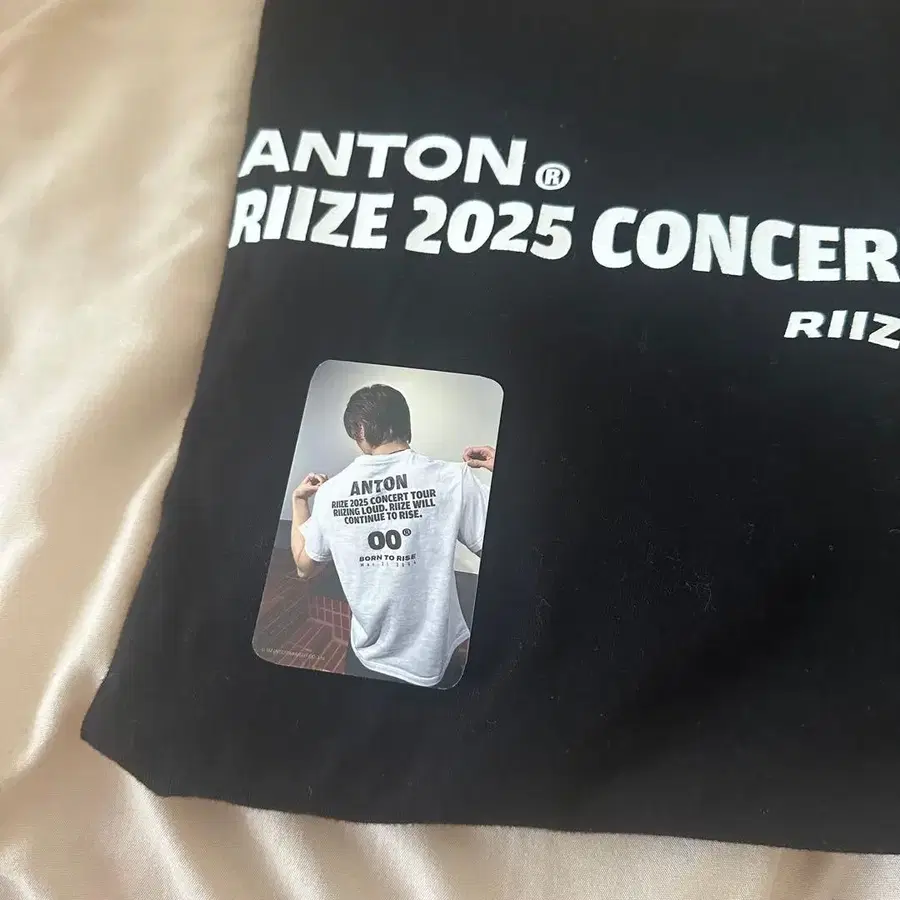 ANTON®
RIIZE 2025 CONCER
RIIZ
ANTON
RIIZE 2025 CONCERT TOUR
RIIZING LOUD. RIIZE WILL
CONTINUE TO RISE.
00®
BORN TO RISE